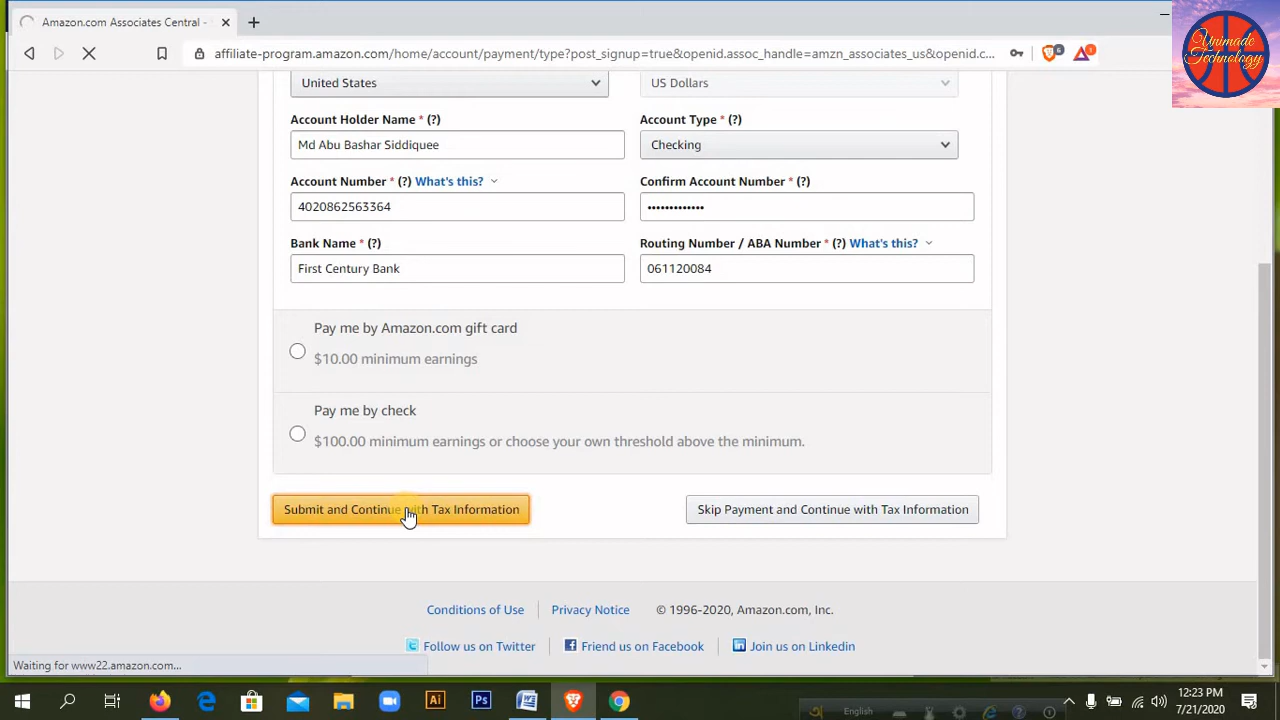 Amazon.com Associates Central -
Unimade
Technology
affiliate-program.amazon.com/home/account/paymentype?post_signup=true&openid.assoc_handle=amzn_associates_us&openid.c...
6
1
United States
US Dollars
Account Holder Name * (?)
Account Type * (?)
Md Abu Bashar Siddiquee
Checking
Account Number * (?) What's this?
Confirm Account Number * (?)
4020862563364
•••••••••••••
Bank Name * (?)
Routing Number / ABA Number * (?) What's this?
First Century Bank
061120084
Pay me by Amazon.com gift card
$10.00 minimum earnings
Pay me by check
$100.00 minimum earnings or choose your own threshold above the minimum.
Submit and Continue with Tax Information
Skip Payment and Continue with Tax Information
Conditions of Use
Privacy Notice
© 1996-2020, Amazon.com, Inc.
Follow us on Twitter
Friend us on Facebook
Join us on Linkedin
Waiting for www22.amazon.com...
English
12:23 PM
7/21/2020